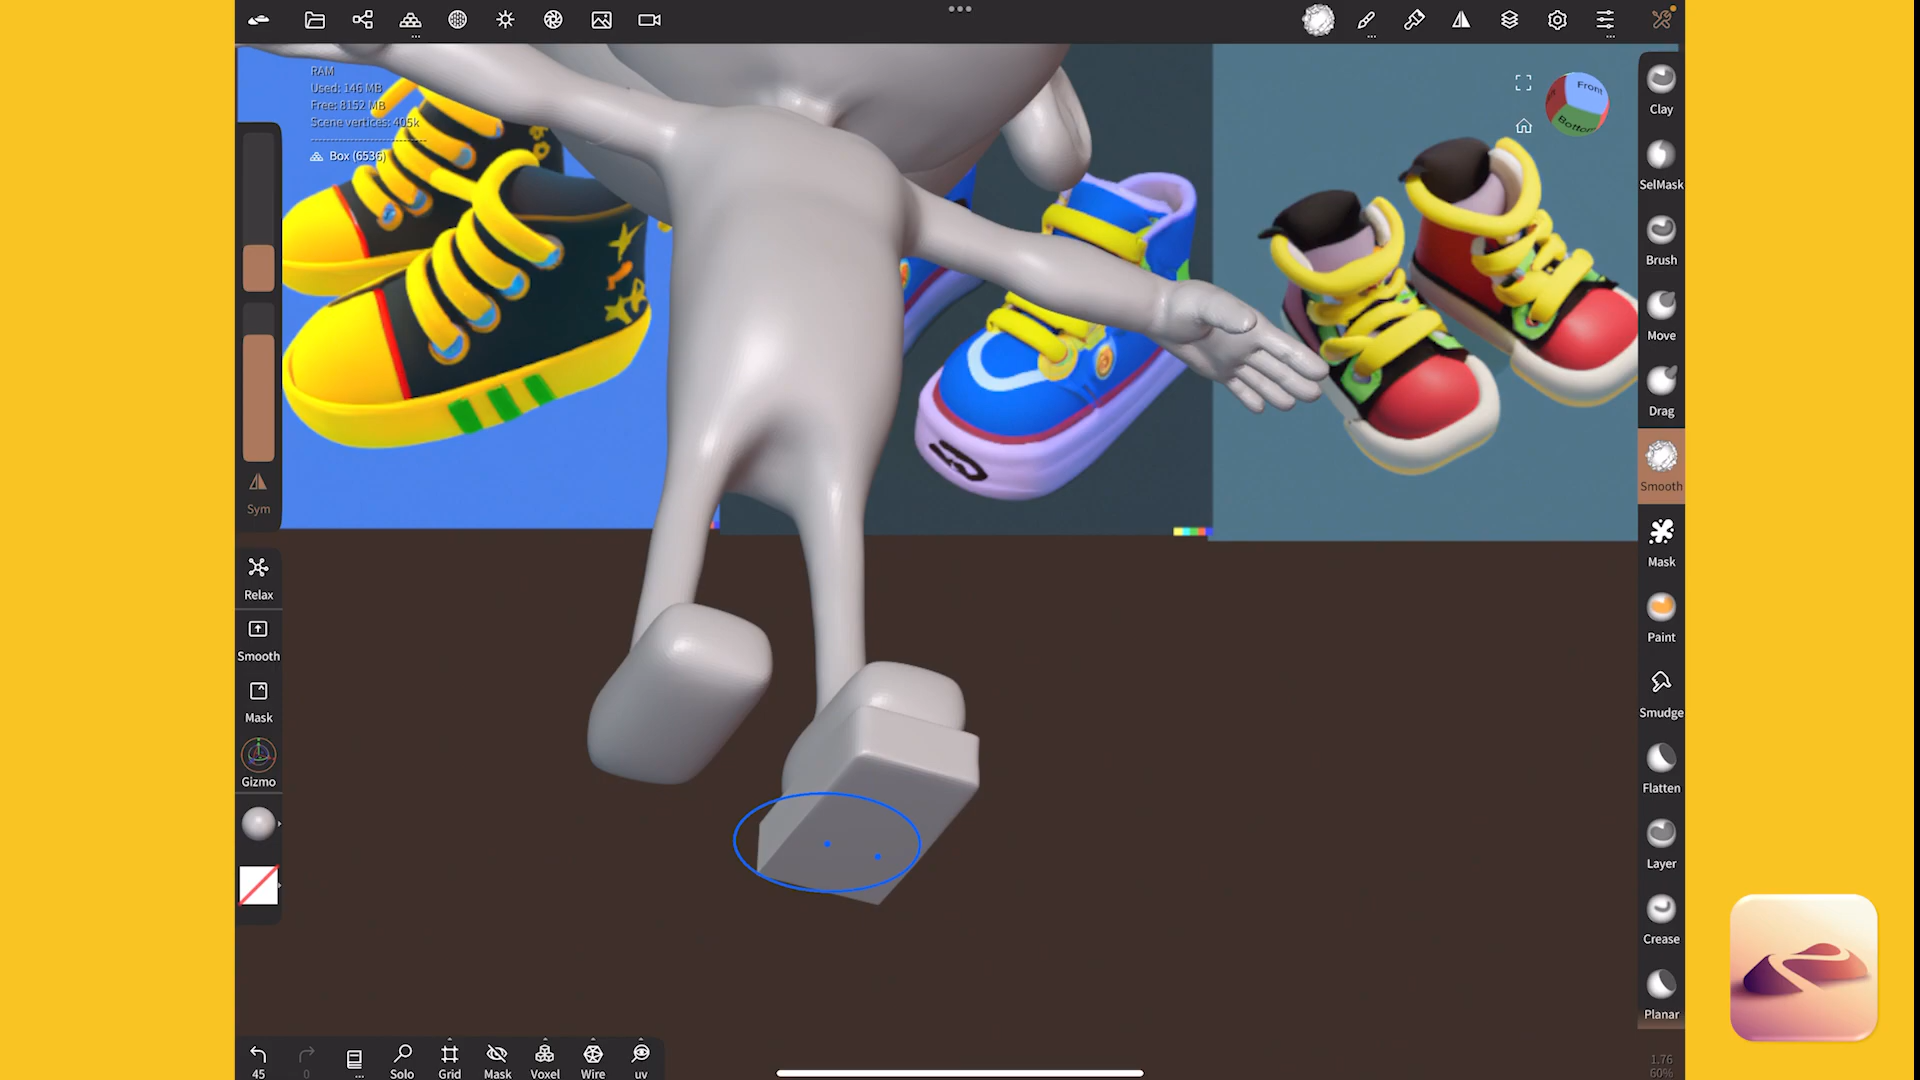 RAM
Used: 146 MB
Free: 8152 MB
Scene vertices: 405k
Box (6536)
Front
Bottom
Sym
Relax
Smooth
Mask
Gizmo
45
0
Solo
Grid
Mask
Voxel
Wire
uv
Clay
SelMask
Brush
Move
Drag
Smooth
Mask
Paint
Smudge
Flatten
Layer
Crease
Planar
1.76
60%